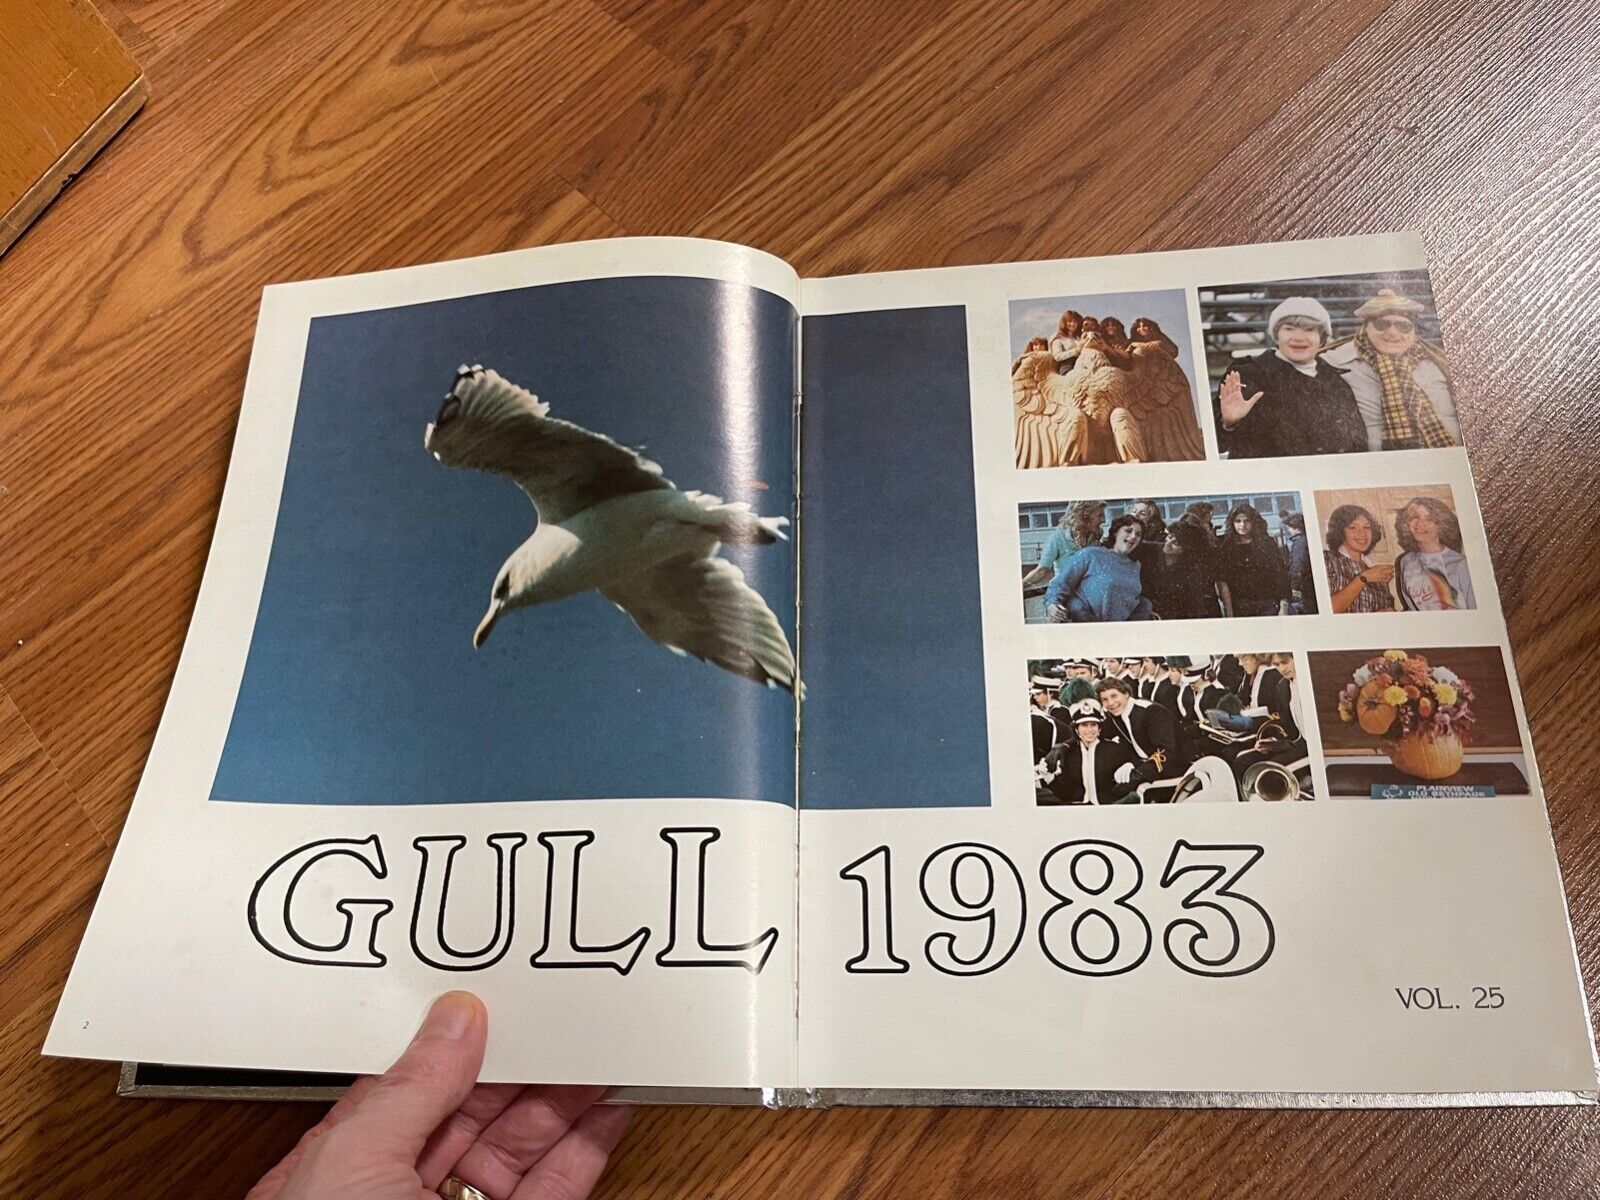 PLAINVIEW
OLD BETHPAGE
GULL 1983
VOL. 25
2